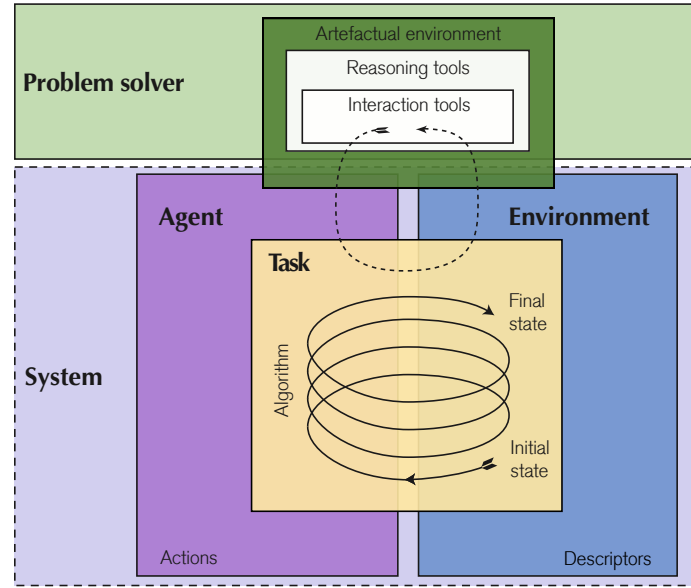 Artefactual environment
Reasoning tools
Problem solver
Interaction tools
Agent
Environment
Task
Final
state
Algorithm
System
Initial
state
Actions
Descriptors